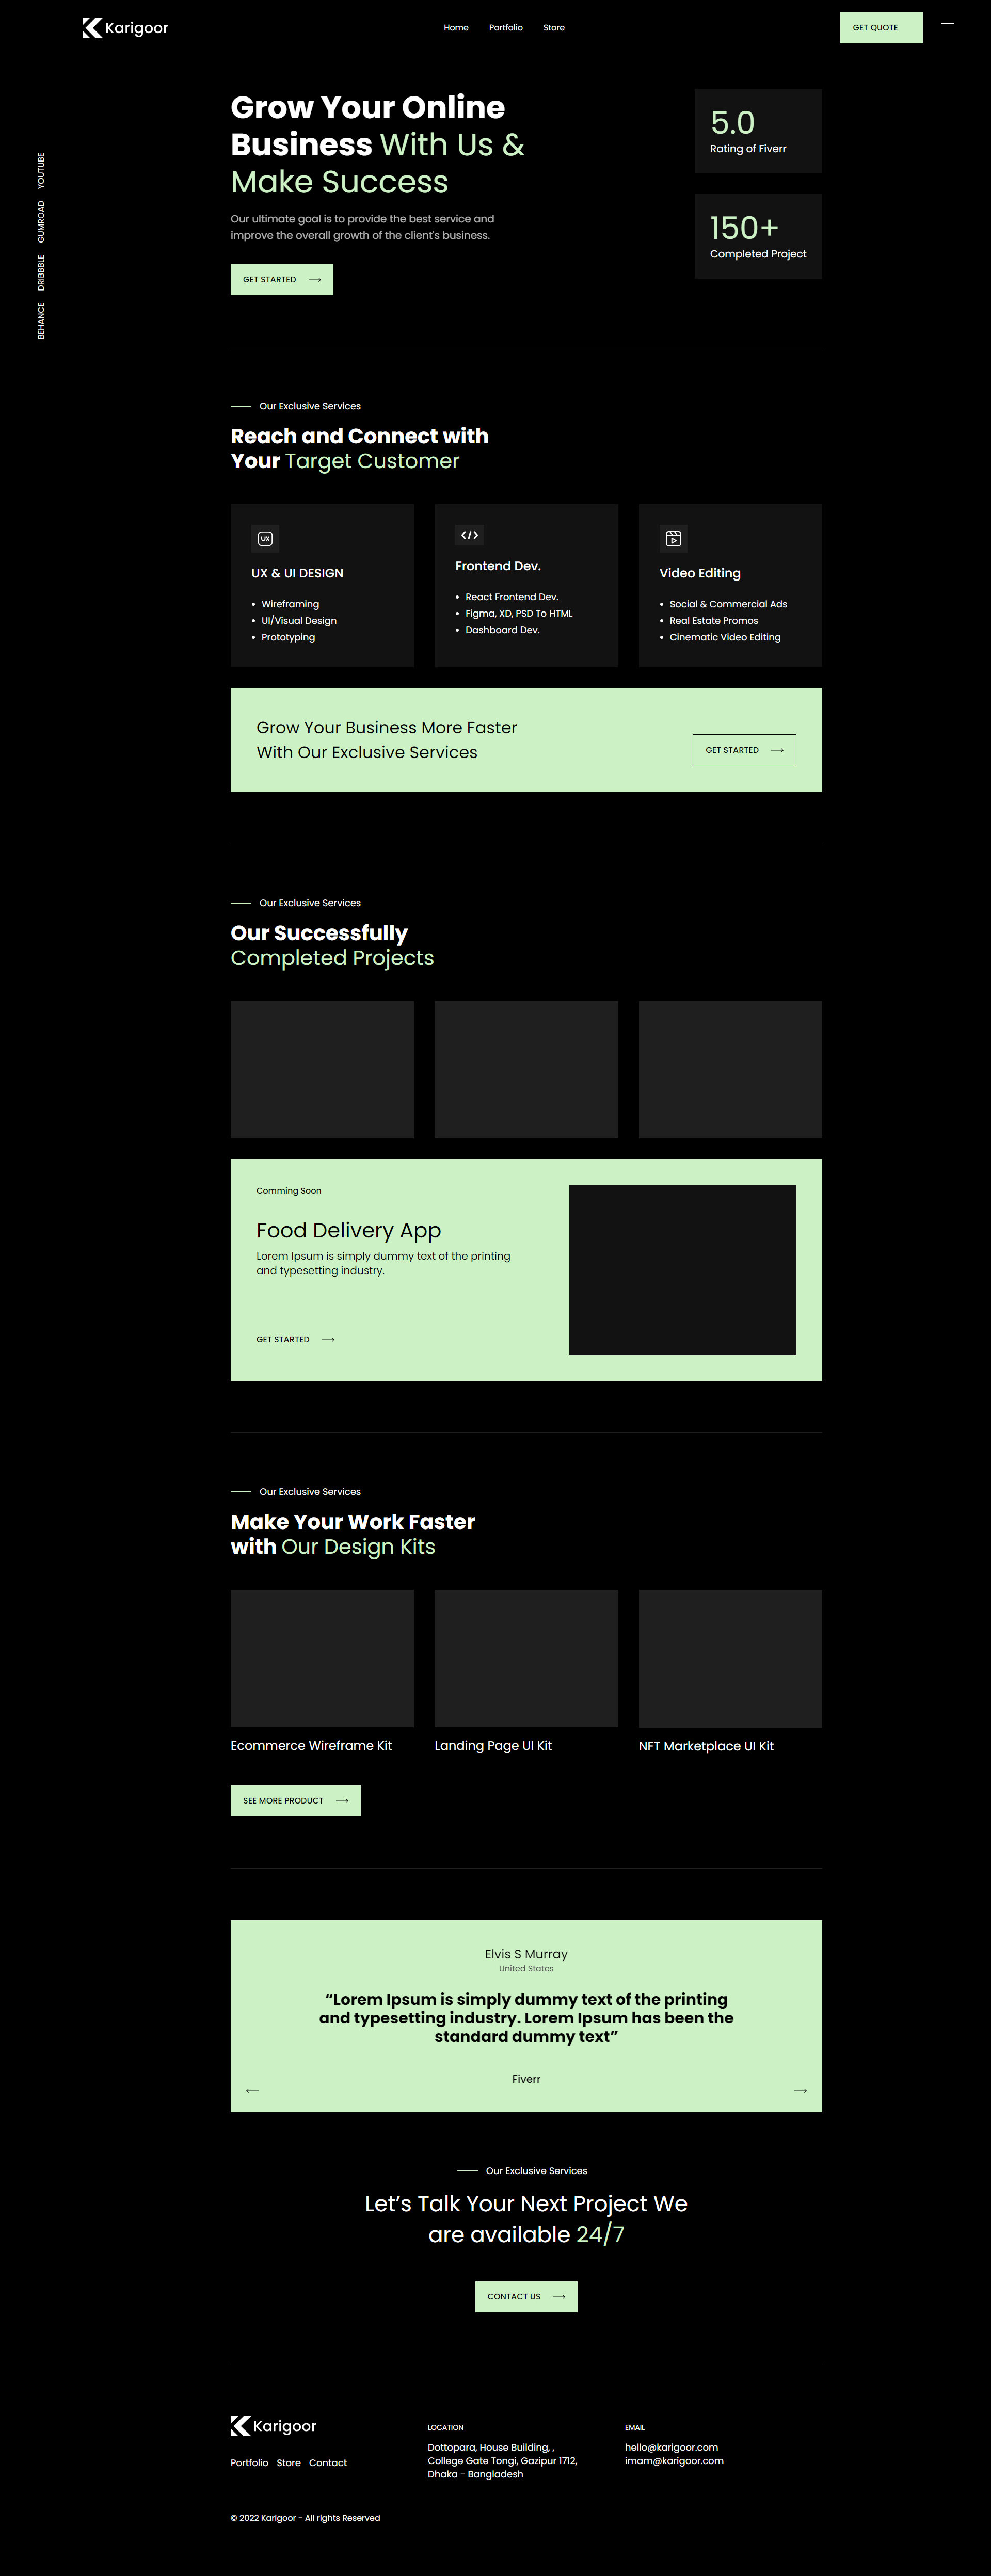 Karigoor
Home
Portfolio
Store
GET QUOTE
YOUTUBE
GUMROAD
DRIBBBLE
BEHANCE
Grow Your Online
Business With Us &
Make Success
Our ultimate goal is to provide the best service and
improve the overall growth of the client's business.
GET STARTED
5.0
Rating of Fiverr
150+
Completed Project
Our Exclusive Services
Reach and Connect with
Your Target Customer
UX
UX & UI DESIGN
• Wireframing
• UI/Visual Design
• Prototyping
Frontend Dev.
• React Frontend Dev.
• Figma, XD, PSD To HTML
• Dashboard Dev.
Video Editing
• Social & Commercial Ads
• Real Estate Promos
• Cinematic Video Editing
Grow Your Business More Faster
With Our Exclusive Services
GET STARTED
Our Exclusive Services
Our Successfully
Completed Projects
Comming Soon
Food Delivery App
Lorem Ipsum is simply dummy text of the printing
and typesetting industry.
GET STARTED
Our Exclusive Services
Make Your Work Faster
with Our Design Kits
Ecommerce Wireframe Kit
Landing Page UI Kit
NFT Marketplace UI Kit
SEE MORE PRODUCT
Elvis S Murray
United States
“Lorem Ipsum is simply dummy text of the printing
and typesetting industry. Lorem Ipsum has been the
standard dummy text”
Fiverr
Our Exclusive Services
Let’s Talk Your Next Project We
are available 24/7
CONTACT US
Karigoor
Portfolio Store Contact
LOCATION
Dottopara, House Building, ,
College Gate Tongi, Gazipur 1712,
Dhaka - Bangladesh
EMAIL
hello@karigoor.com
imam@karigoor.com
© 2022 Karigoor - All rights Reserved